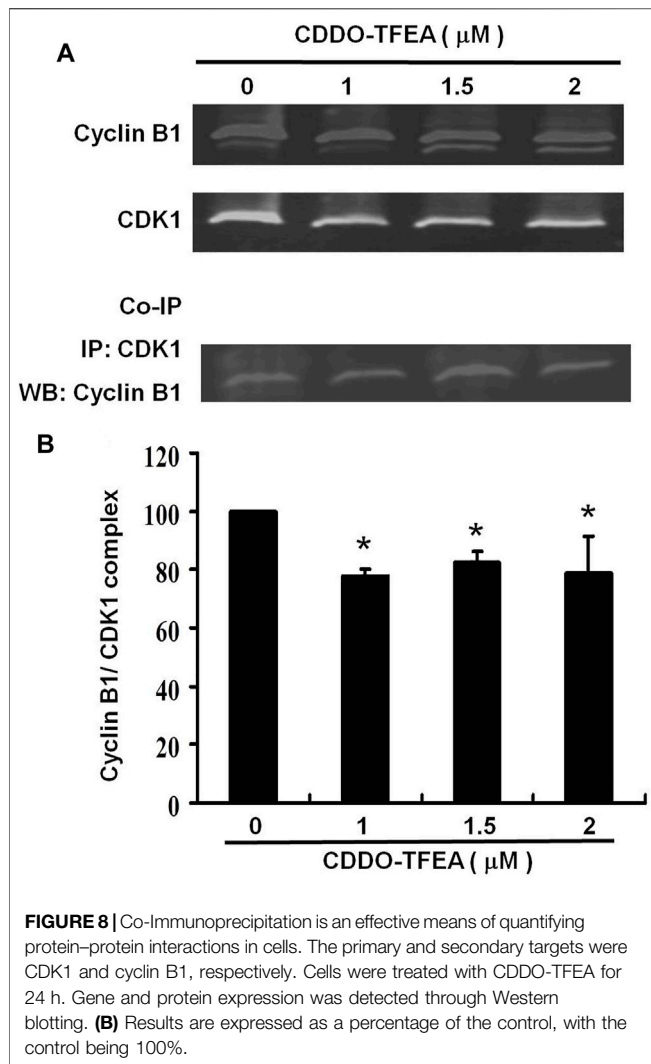 CDDO-TFEA ( μM )
A
0 1 1.5 2
Cyclin B1
CDK1
Co-IP
IP: CDK1
WB: Cyclin B1
B
120
100
80
60
40
20
0
Cyclin B1/ CDK1 complex
* * *
0 1 1.5 2
CDDO-TFEA ( μM )
FIGURE 8 | Co-Immunoprecipitation is an effective means of quantifying
protein–protein interactions in cells. The primary and secondary targets were
CDK1 and cyclin B1, respectively. Cells were treated with CDDO-TFEA for
24 h. Gene and protein expression was detected through Western
blotting. (B) Results are expressed as a percentage of the control, with the
control being 100%.